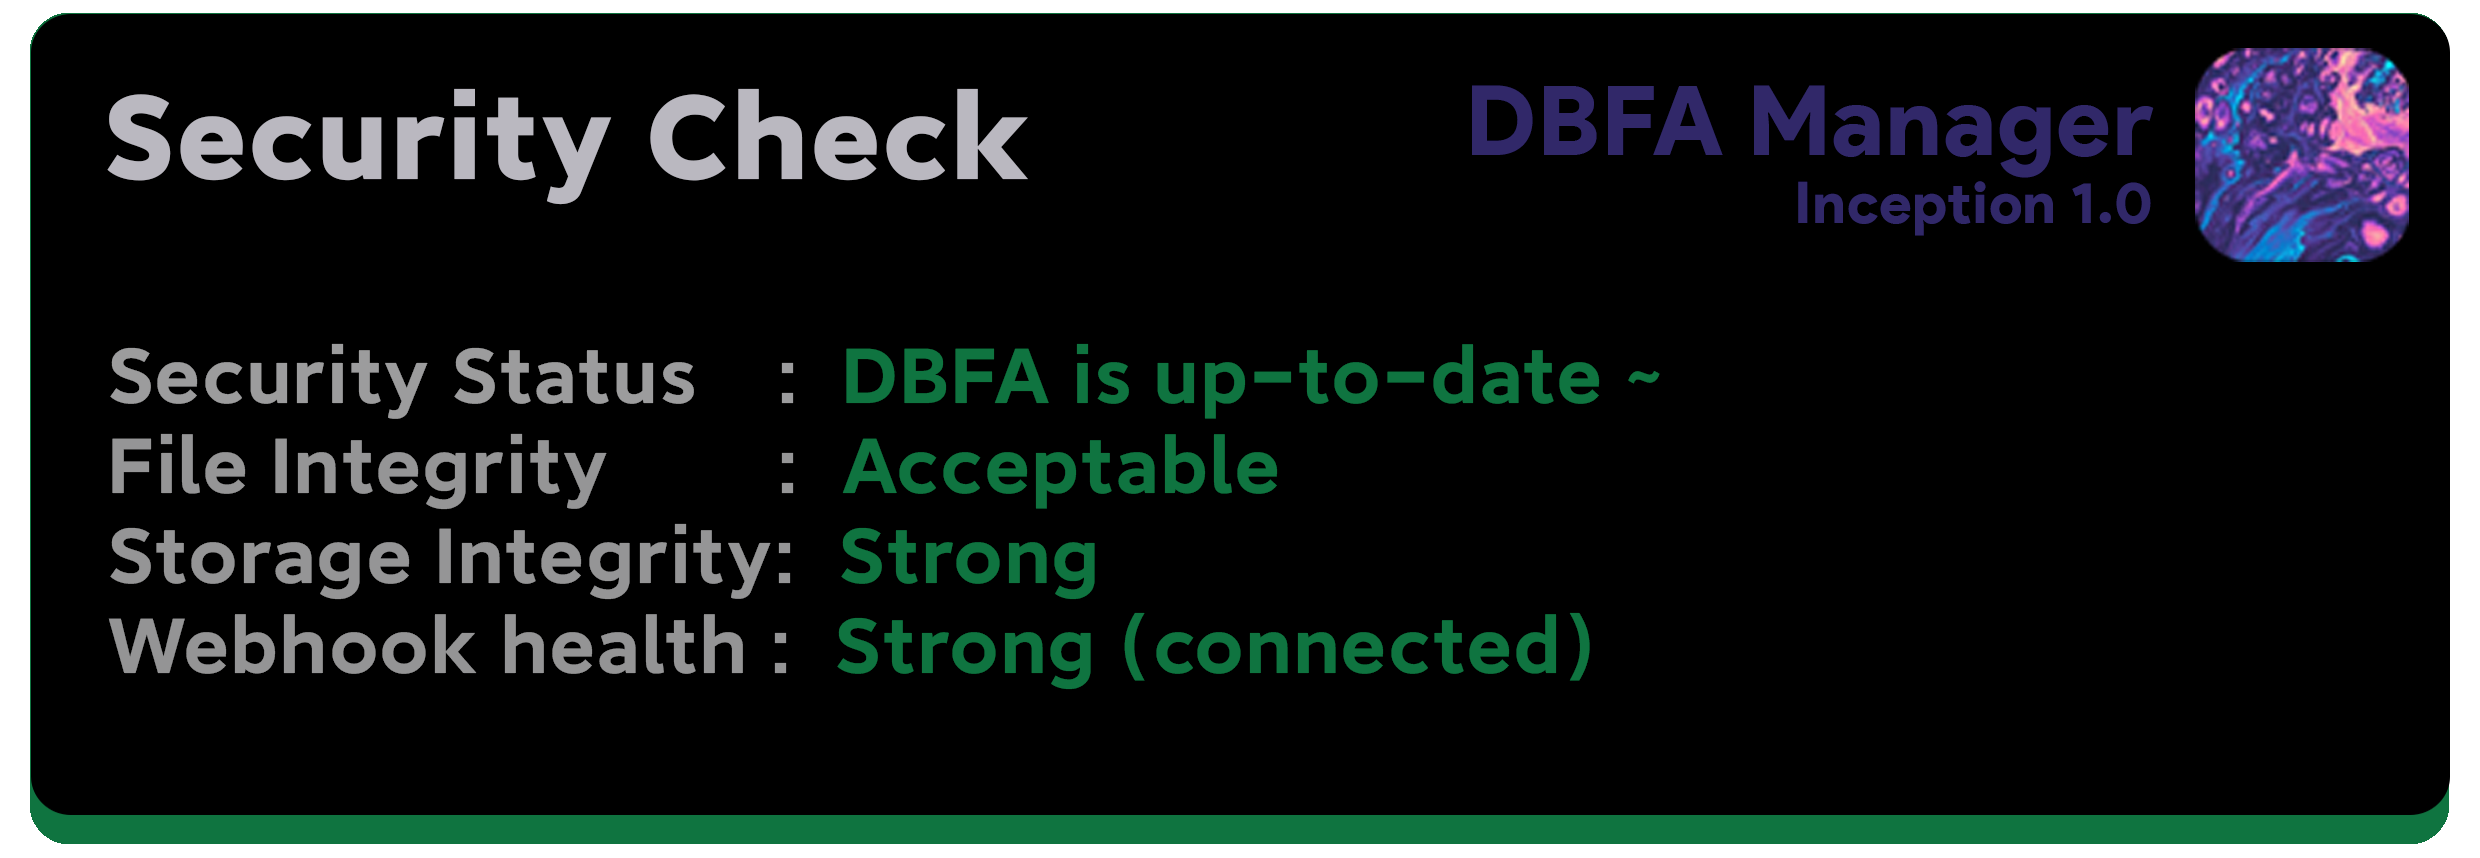 Security Check
DBFA Manager
Inception 1.0
Security Status : DBFA is up-to-date ~
File Integrity : Acceptable
Storage Integrity: Strong
Webhook health : Strong (connected)